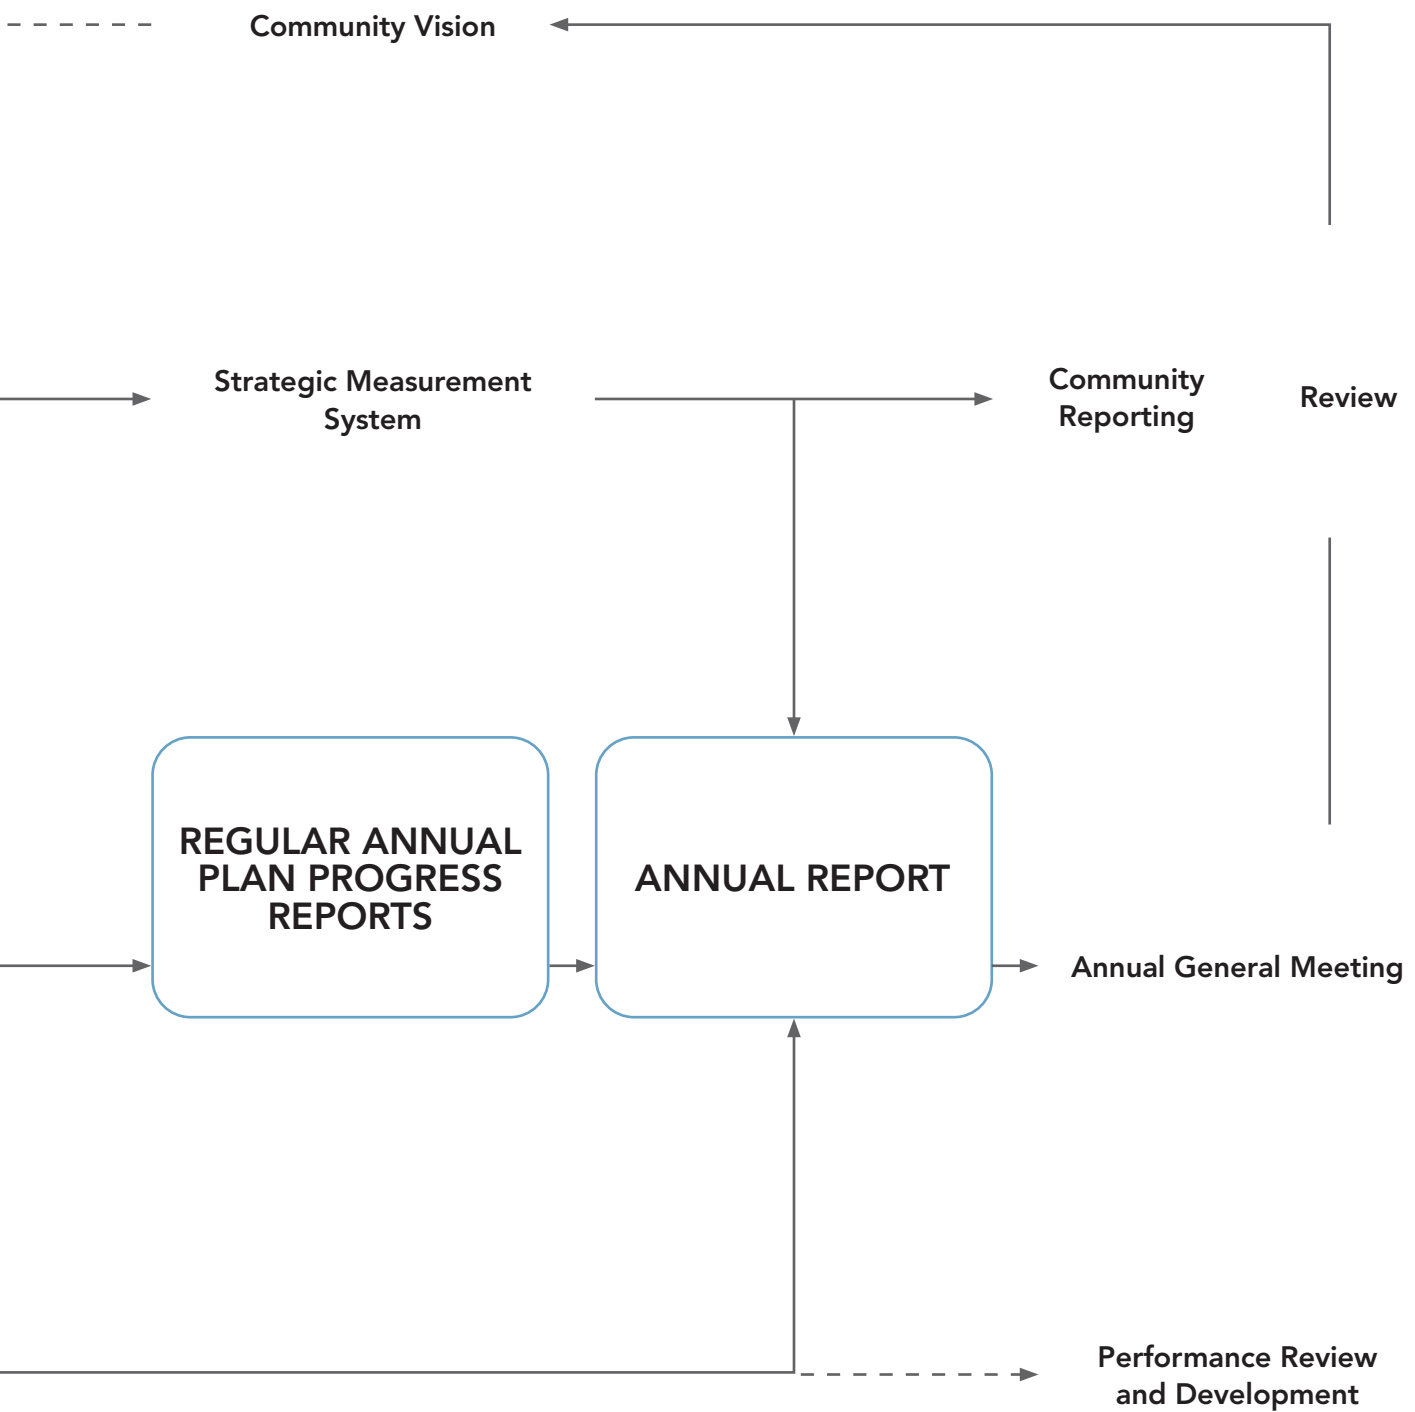 Community Vision
Strategic Measurement
System
Community
Reporting
Review
REGULAR ANNUAL
PLAN PROGRESS
REPORTS
ANNUAL REPORT
Annual General Meeting
Performance Review
and Development